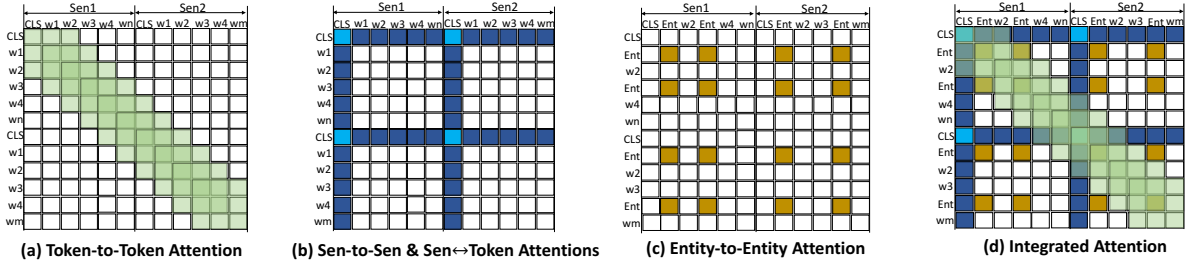 Sen1 Sen2
CLS w1 w2 w3 w4 wn CLS w1 w2 w3 w4 wm
CLS
w1
w2
w3
w4
wn
CLS
w1
w2
w3
w4
wm
(a) Token-to-Token Attention
Sen1 Sen2
CLS w1 w2 w3 w4 wn CLS w1 w2 w3 w4 wm
CLS
w1
w2
w3
w4
wn
CLS
w1
w2
w3
w4
wm
(b) Sen-to-Sen & Sen↔Token Attentions
Sen1 Sen2
CLS Ent w2 Ent w4 wn CLS Ent w2 w3 Ent wm
CLS
Ent
w2
Ent
w4
wn
CLS
Ent
w2
w3
Ent
wm
(c) Entity-to-Entity Attention
Sen1 Sen2
CLS Ent w2 Ent w4 wn CLS Ent w2 w3 Ent wm
CLS
Ent
w2
Ent
w4
wn
CLS
Ent
w2
w3
Ent
wm
(d) Integrated Attention